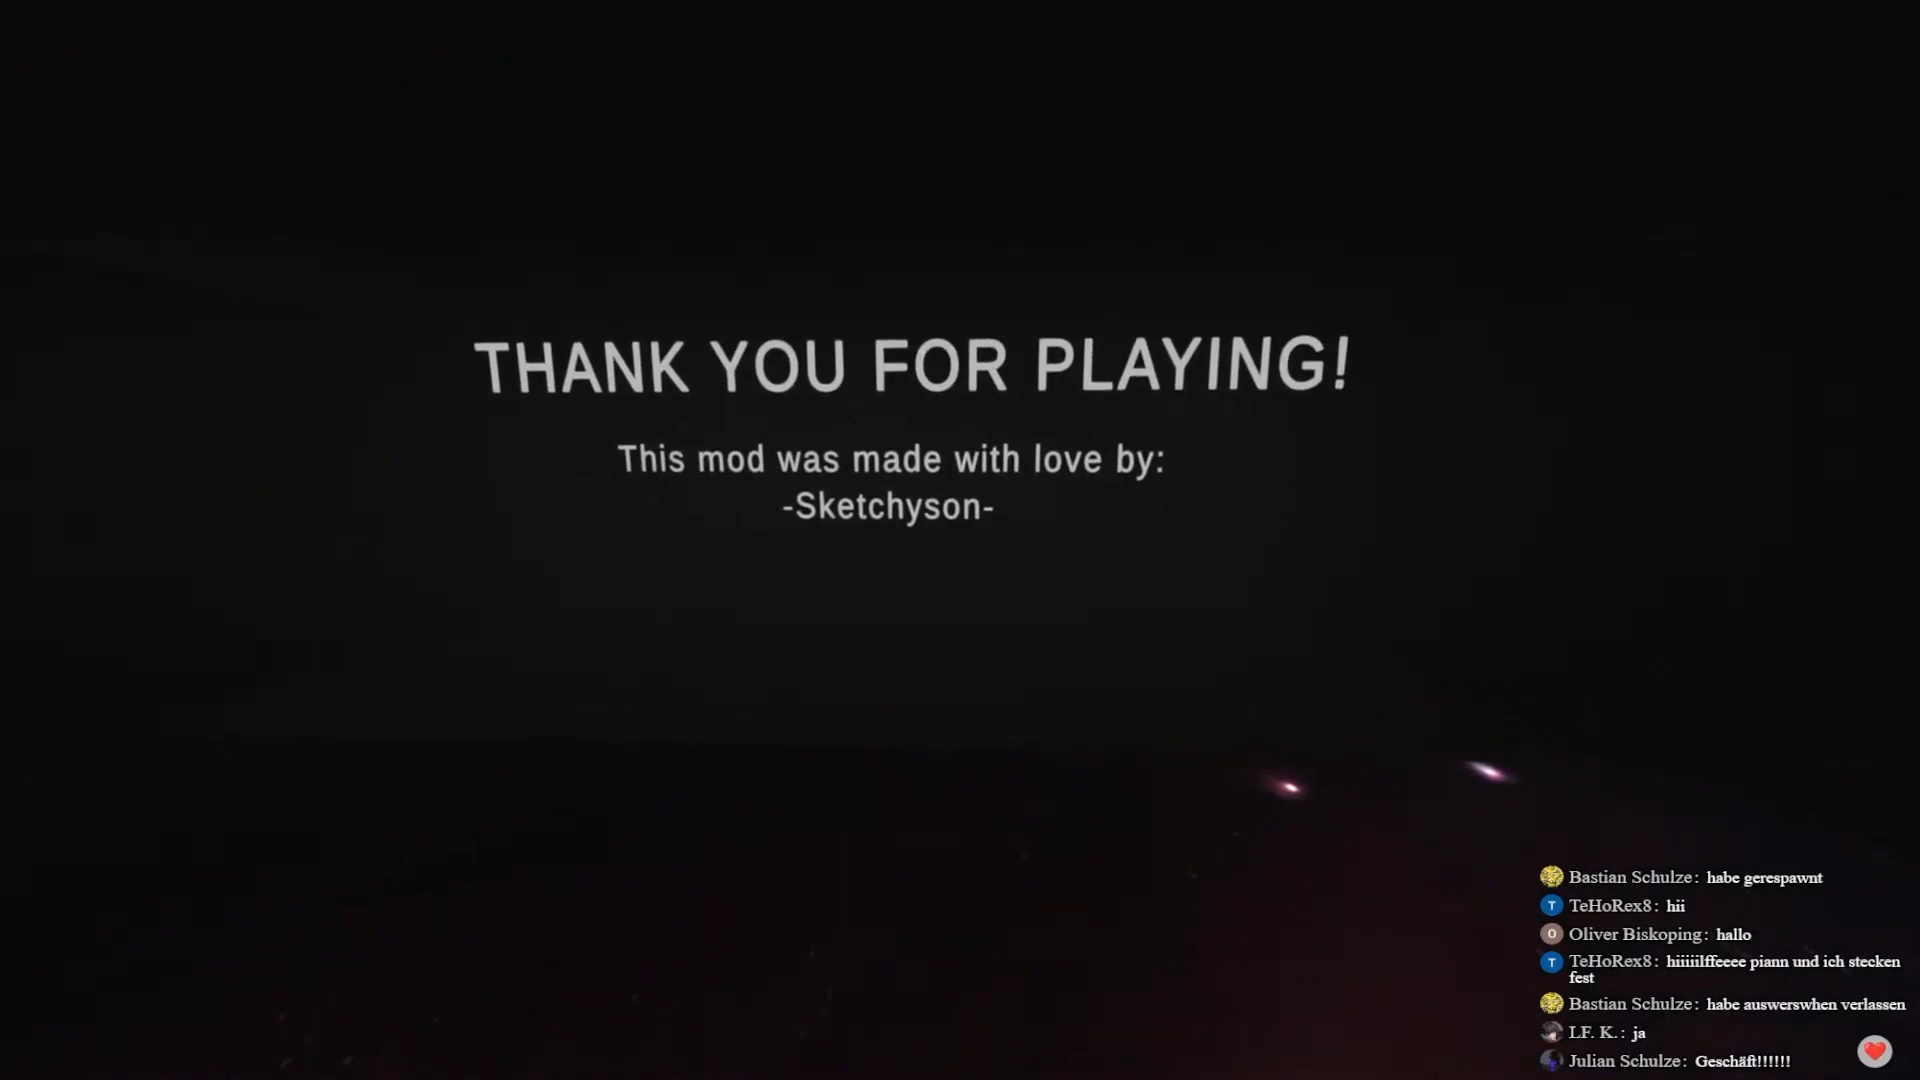 THANK YOU FOR PLAYING!
This mod was made with love by:
-Sketchyson-
Bastian Schulze: habe gerespawnt
T TeHoRex8: hii
O Oliver Biskoping: hallo
T TeHoRex8: hiiiiilffeeee piann und ich stecken
fest
Bastian Schulze: habe auswerswhen verlassen
LF. K.: ja
Julian Schulze: Geschäft!!!!!!